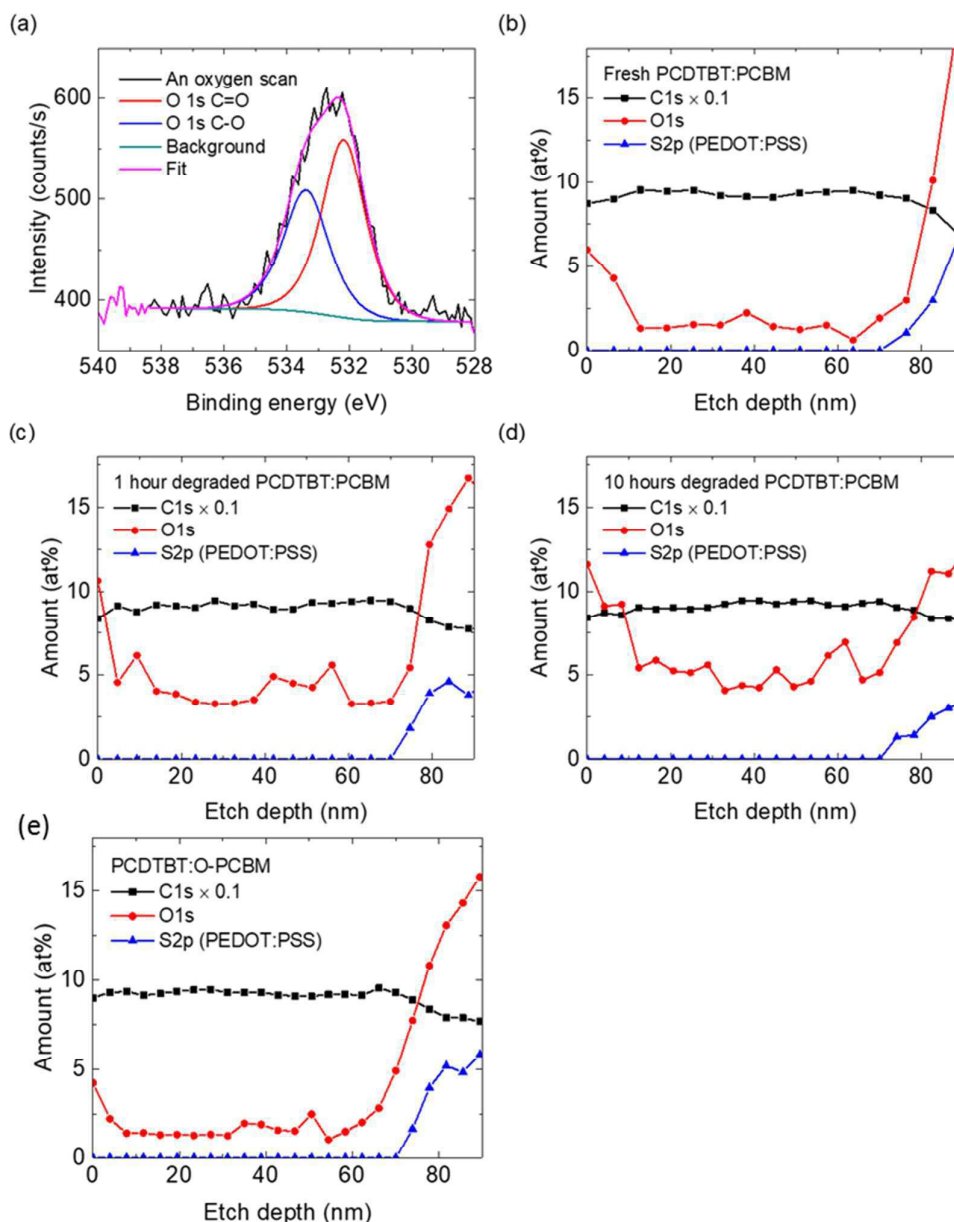 (a)
An oxygen scan
O 1s C=O
O 1s C-O
Background
Fit
600
500
400
Intensity (counts/s)
540 538 536 534 532 530 528
Binding energy (eV)
(b)
Fresh PCDTBT:PCBM
C1s × 0.1
O1s
S2p (PEDOT:PSS)
15
10
5
0
Amount (at%)
0 20 40 60 80
Etch depth (nm)
(c)
1 hour degraded PCDTBT:PCBM
C1s × 0.1
O1s
S2p (PEDOT:PSS)
15
10
5
0
Amount (at%)
0 20 40 60 80
Etch depth (nm)
(d)
10 hours degraded PCDTBT:PCBM
C1s × 0.1
O1s
S2p (PEDOT:PSS)
15
10
5
0
Amount (at%)
0 20 40 60 80
Etch depth (nm)
(e)
PCDTBT:O-PCBM
C1s × 0.1
O1s
S2p (PEDOT:PSS)
15
10
5
0
Amount (at%)
0 20 40 60 80
Etch depth (nm)